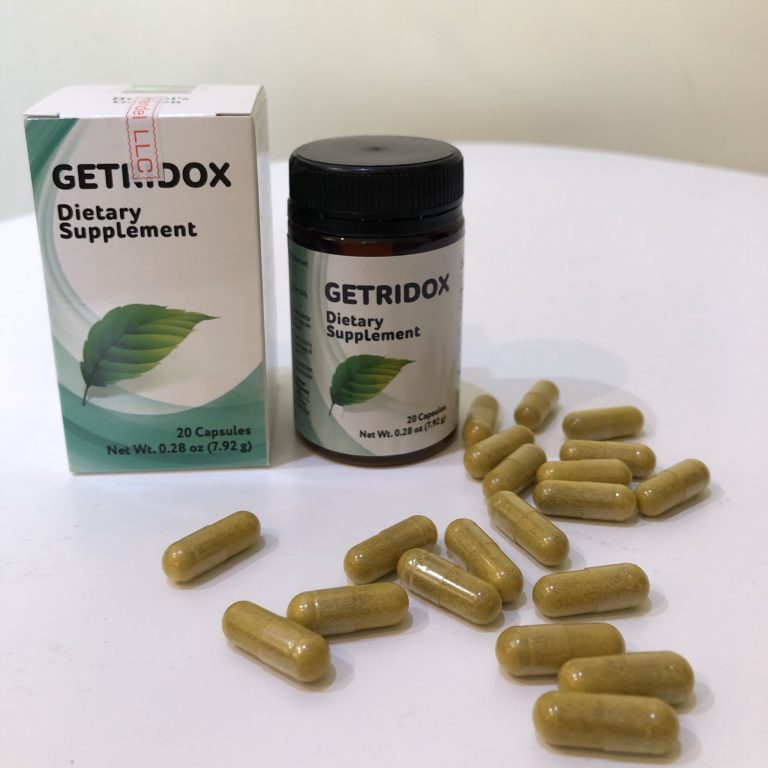 LLC
GETRIDOX
Dietary
Supplement
20 Capsules
Net Wt. 0.28 oz (7.92 g)
GETRIDOX
Dietary
Supplement
20 Capsules
Net Wt. 0.28 oz (7.92 g)